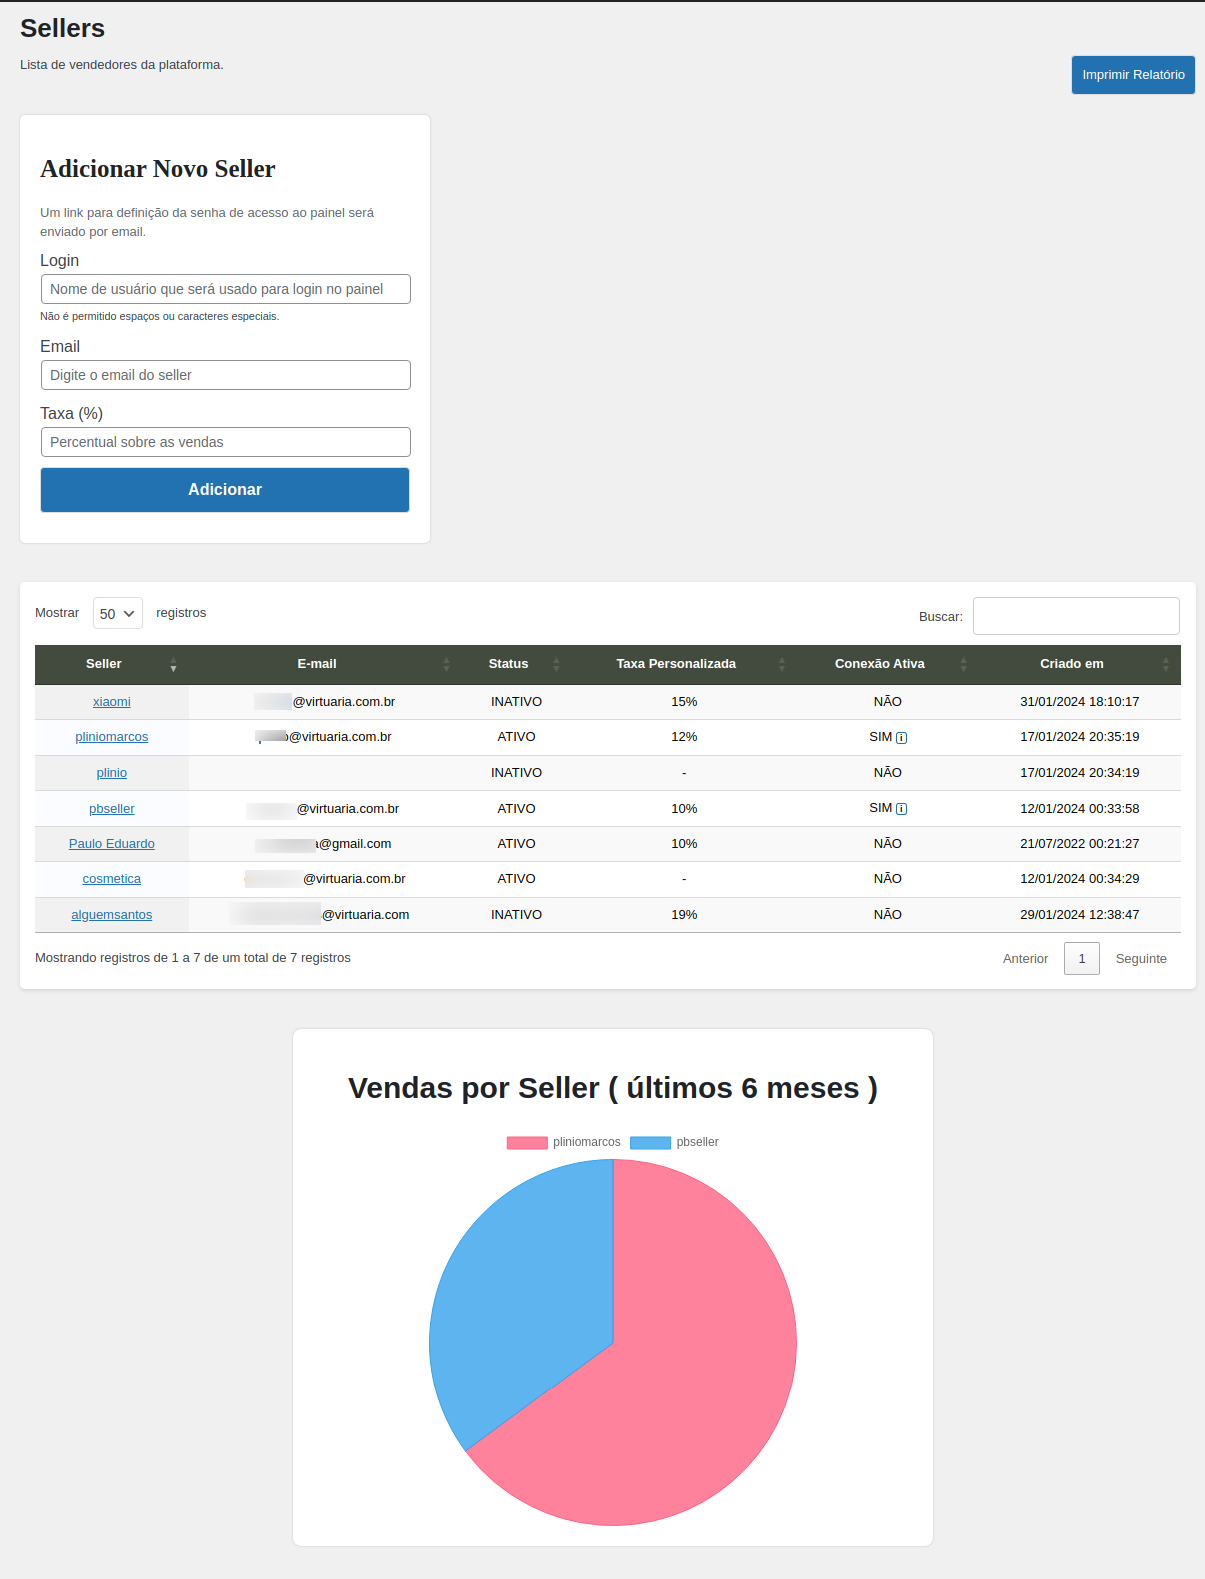 Sellers
Lista de vendedores da plataforma.
Imprimir Relatório
Adicionar Novo Seller
Um link para definição da senha de acesso ao painel será
enviado por email.
Login
Nome de usuário que será usado para login no painel
Não é permitido espaços ou caracteres especiais.
Email
Digite o email do seller
Taxa (%)
Percentual sobre as vendas
Adicionar
Mostrar 50 registros Buscar:
Seller E-mail Status Taxa Personalizada Conexão Ativa Criado em
xiaomi @virtuaria.com.br INATIVO 15% NÃO 31/01/2024 18:10:17
pliniomarcos @virtuaria.com.br ATIVO 12% SIM i 17/01/2024 20:35:19
plinio INATIVO - NÃO 17/01/2024 20:34:19
pbseller @virtuaria.com.br ATIVO 10% SIM i 12/01/2024 00:33:58
Paulo Eduardo a@gmail.com ATIVO 10% NÃO 21/07/2022 00:21:27
cosmetica @virtuaria.com.br ATIVO - NÃO 12/01/2024 00:34:29
alguemsantos @virtuaria.com INATIVO 19% NÃO 29/01/2024 12:38:47
Mostrando registros de 1 a 7 de um total de 7 registros Anterior 1 Seguinte
Vendas por Seller ( últimos 6 meses )
pliniomarcos pbseller